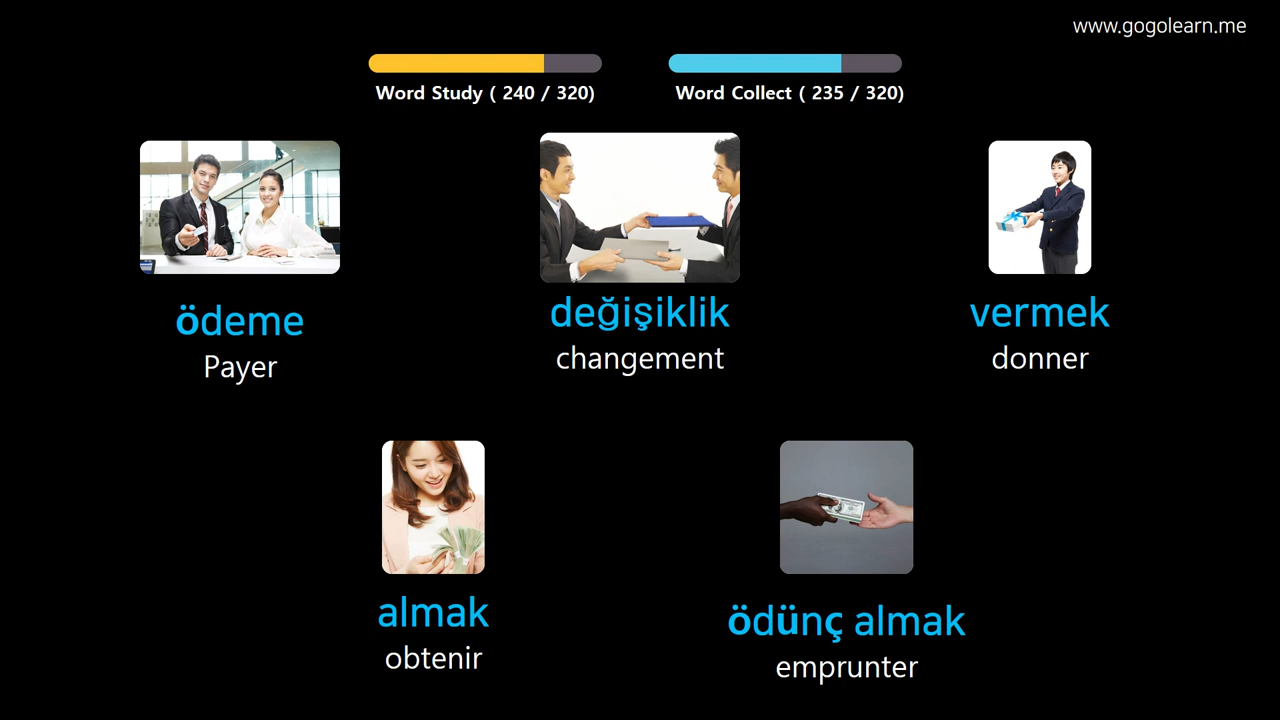 www.gogolearn.me
Word Study ( 240 / 320)
Word Collect ( 235 / 320)
ödeme
Payer
değişiklik
changement
vermek
donner
almak
obtenir
ödünç almak
emprunter